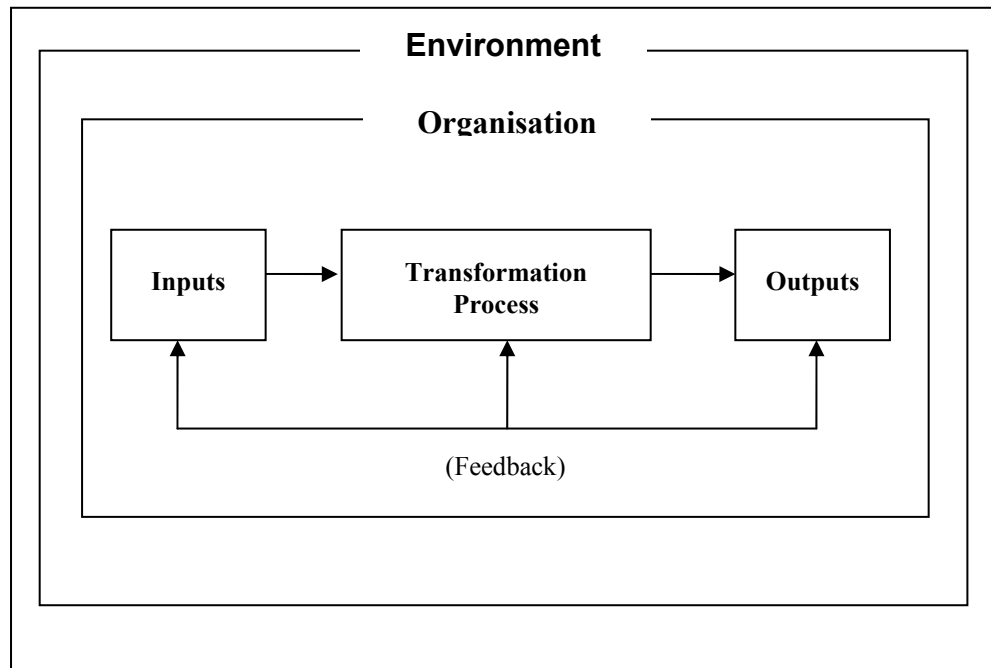 Environment
Organisation
Inputs
Transformation
Process
Outputs
(Feedback)